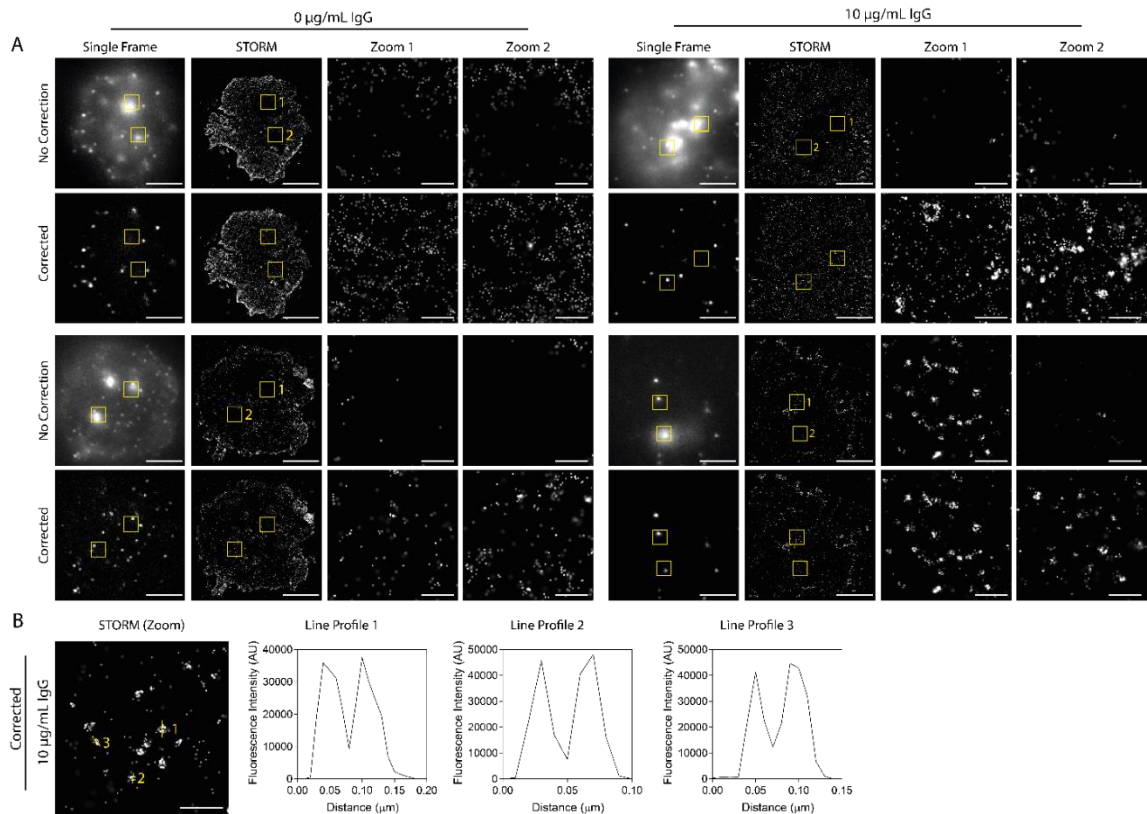 0 µg/mL IgG 10 µg/mL IgG
A
Single Frame STORM Zoom 1 Zoom 2 Single Frame STORM Zoom 1 Zoom 2
No Correction
1
2
1
2
Corrected
No Correction
1
2
1
2
Corrected
B
STORM (Zoom) Line Profile 1 Line Profile 2 Line Profile 3
Corrected
10 µg/mL IgG
1
3
2
Fluorescence Intensity (AU)
40000
30000
20000
10000
0
0.00 0.05 0.10 0.15 0.20
Distance (µm)
Fluorescence Intensity (AU)
50000
40000
30000
20000
10000
0
0.00 0.05 0.10
Distance (µm)
Fluorescence Intensity (AU)
50000
40000
30000
20000
10000
0
0.00 0.05 0.10 0.15
Distance (µm)